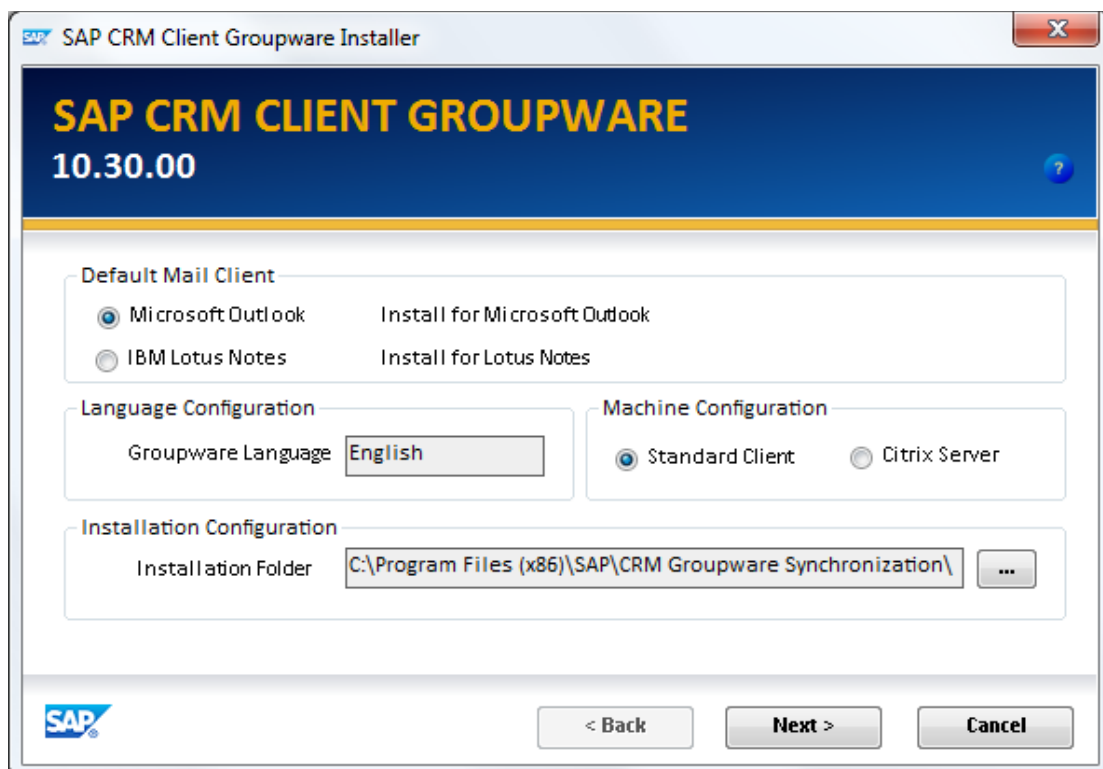 SAP SAP CRM Client Groupware Installer X
SAP CRM CLIENT GROUPWARE
10.30.00
?
Default Mail Client
Microsoft Outlook Install for Microsoft Outlook
IBM Lotus Notes Install for Lotus Notes
Language Configuration
Groupware Language English
Machine Configuration
Standard Client Citrix Server
Installation Configuration
Installation Folder C:\Program Files (x86)\SAP\CRM Groupware Synchronization\ ...
SAP® < Back Next > Cancel